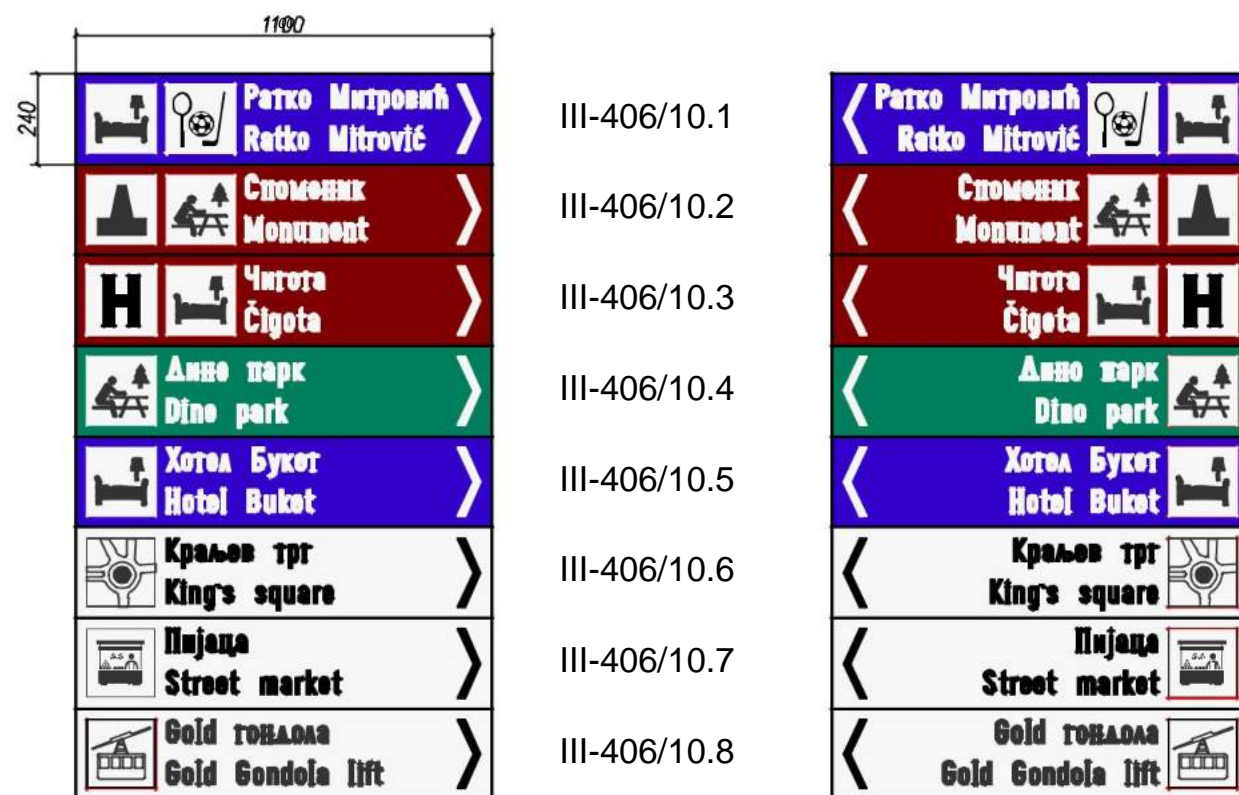 1100
240
Ратко Митровић
Ratko Mitrović
III-406/10.1
Ратко Митровић
Ratko Mitrović
Споменик
Monument
III-406/10.2
Споменик
Monument
H
Чигота
Čigota
III-406/10.3
Чигота
Čigota
H
Дино парк
Dino park
III-406/10.4
Дино парк
Dino park
Хотел Букет
Hotel Buket
III-406/10.5
Хотел Букет
Hotel Buket
Краљев трг
King's square
III-406/10.6
Краљев трг
King's square
Пијаца
Street market
III-406/10.7
Пијаца
Street market
Gold гондола
Gold Gondola lift
III-406/10.8
Gold гондола
Gold Gondola lift